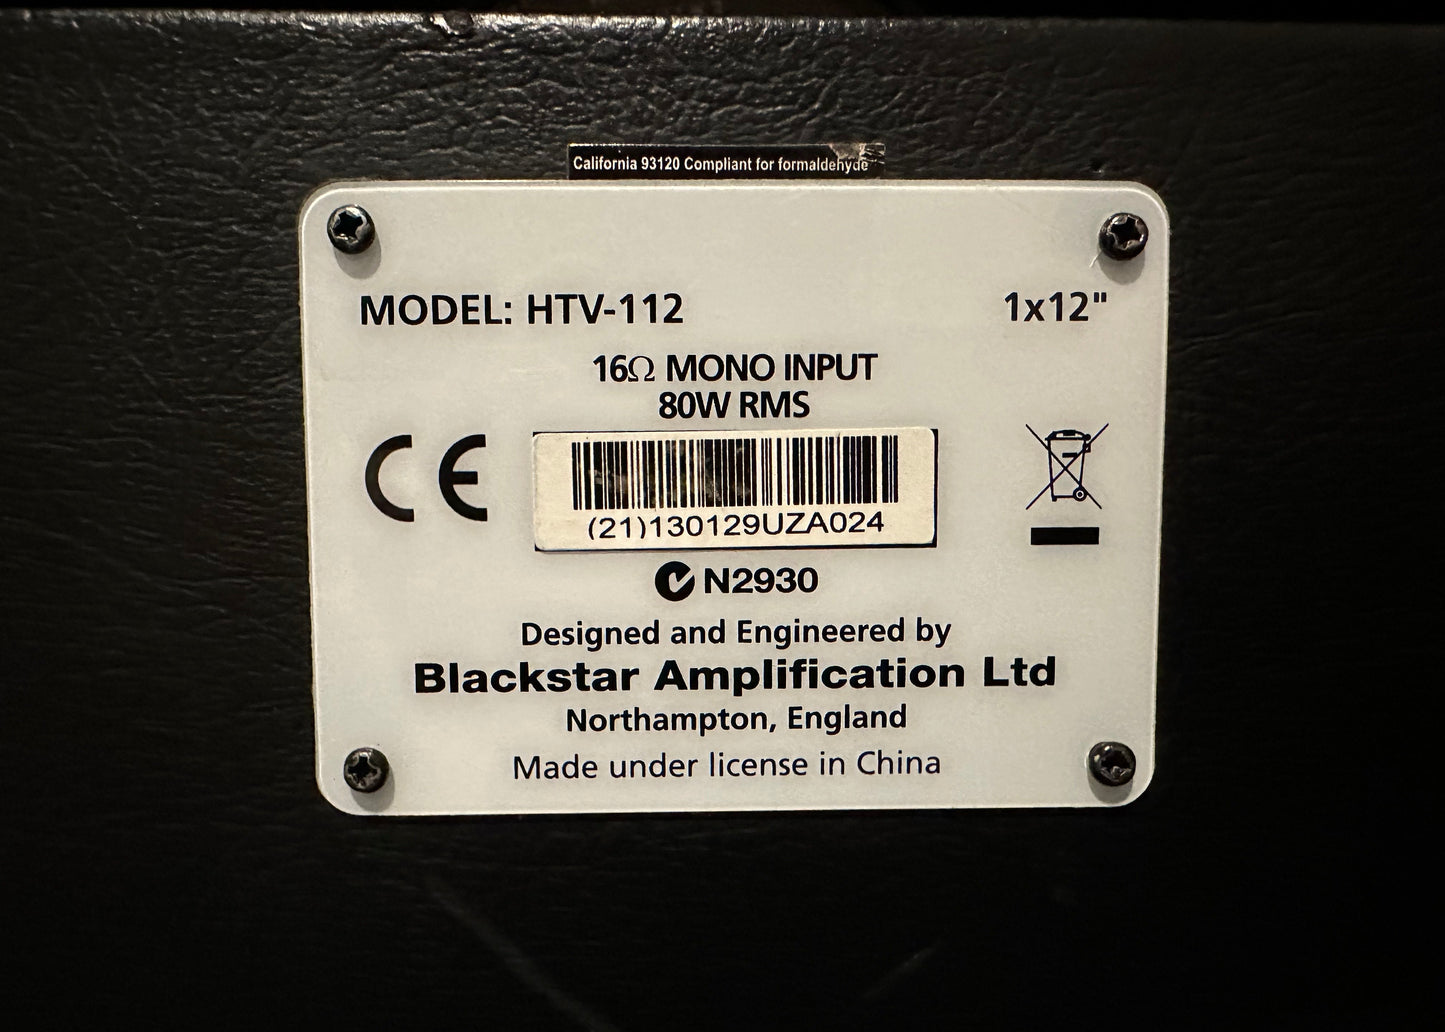 California 93120 Compliant for formaldehyde
MODEL: HTV-112 1x12"
16Ω MONO INPUT
80W RMS
CE
(21)130129UZA024
N2930
Designed and Engineered by
Blackstar Amplification Ltd
Northampton, England
Made under license in China